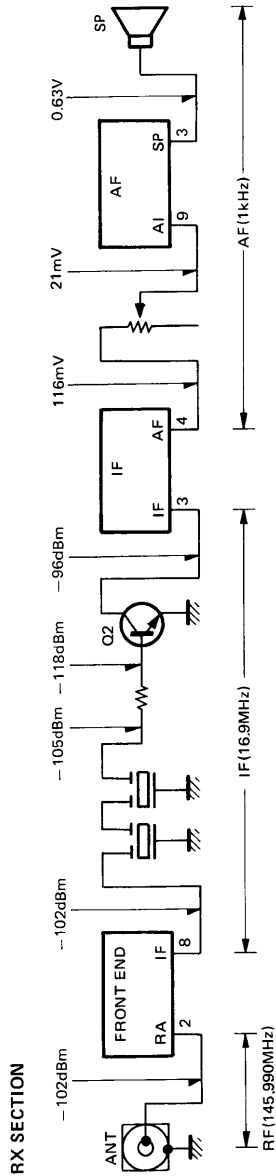 RX SECTION
ANT
−102dBm
RA
2
FRONT END
IF
8
−102dBm
−105dBm
−118dBm
Q2
−96dBm
IF
3
IF
AF
4
116mV
21mV
AI
9
AF
SP
3
0.63V
SP
RF(145.990MHz)
IF(16.9MHz)
AF(1kHz)